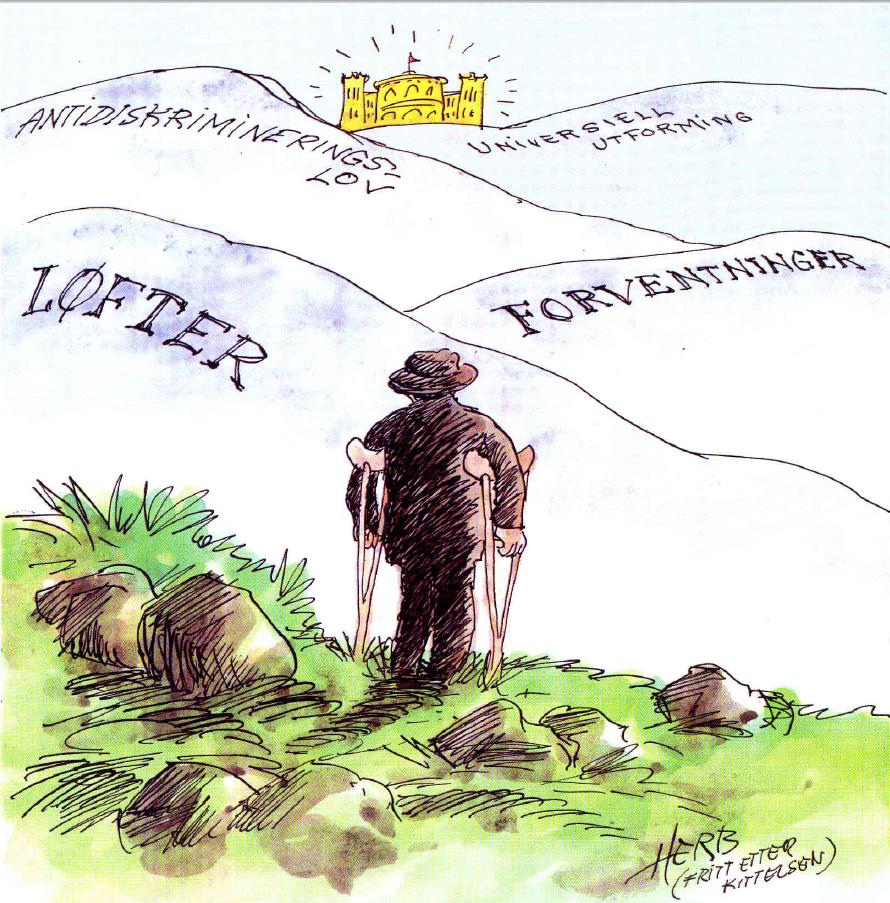 ANTIDISKRIMINERINGS-
LOV
UNIVERSIELL
UTFORMING
LØFTER
FORVENTNINGER
HERB
(FRITT ETTER
KITTELSEN)